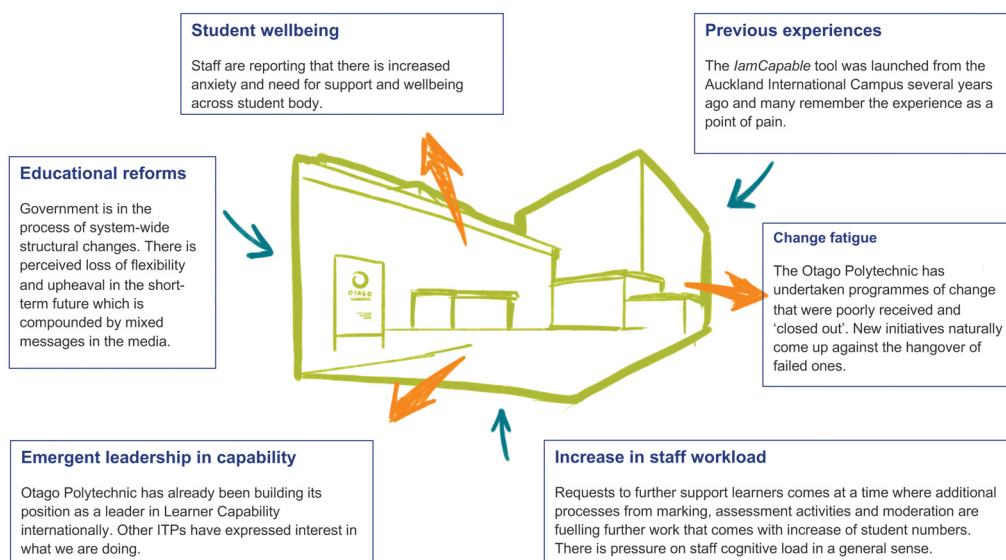 Student wellbeing
Staff are reporting that there is increased
anxiety and need for support and wellbeing
across student body.
Previous experiences
The IamCapable tool was launched from the
Auckland International Campus several years
ago and many remember the experience as a
point of pain.
Educational reforms
Government is in the
process of system-wide
structural changes. There is
perceived loss of flexibility
and upheaval in the short-
term future which is
compounded by mixed
messages in the media.
OTAGO
Change fatigue
The Otago Polytechnic has
undertaken programmes of change
that were poorly received and
‘closed out’. New initiatives naturally
come up against the hangover of
failed ones.
Emergent leadership in capability
Otago Polytechnic has already been building its
position as a leader in Learner Capability
internationally. Other ITPs have expressed interest in
what we are doing.
Increase in staff workload
Requests to further support learners comes at a time where additional
processes from marking, assessment activities and moderation are
fuelling further work that comes with increase of student numbers.
There is pressure on staff cognitive load in a general sense.